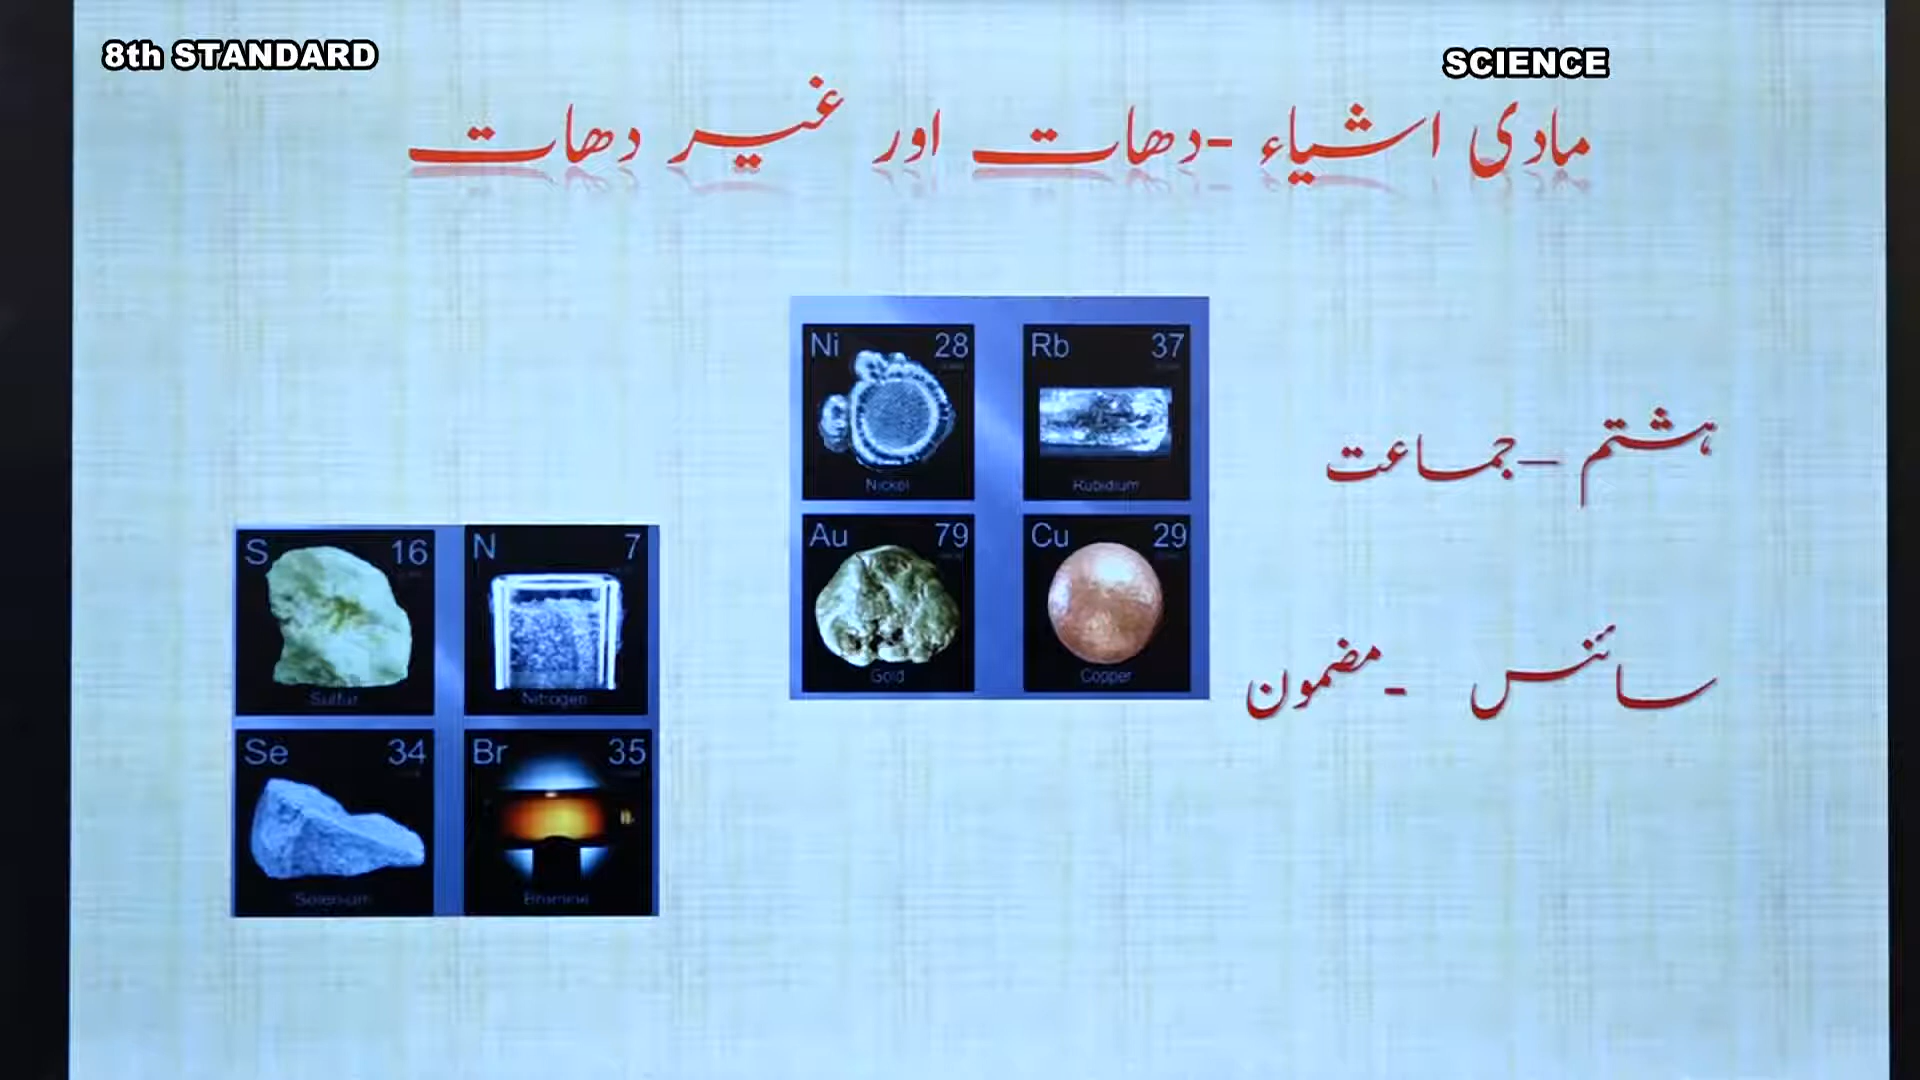 8th STANDARD
SCIENCE
مادی اشیاء -دھات اور غیر دھات
Ni 28
Nickel
Rb 37
Rubidium
Au 79
Gold
Cu 29
Copper
ہشتم – جماعت
سائنس - مضمون
S 16
Sulfur
N 7
Nitrogen
Se 34
Selenium
Br 35
Bromine